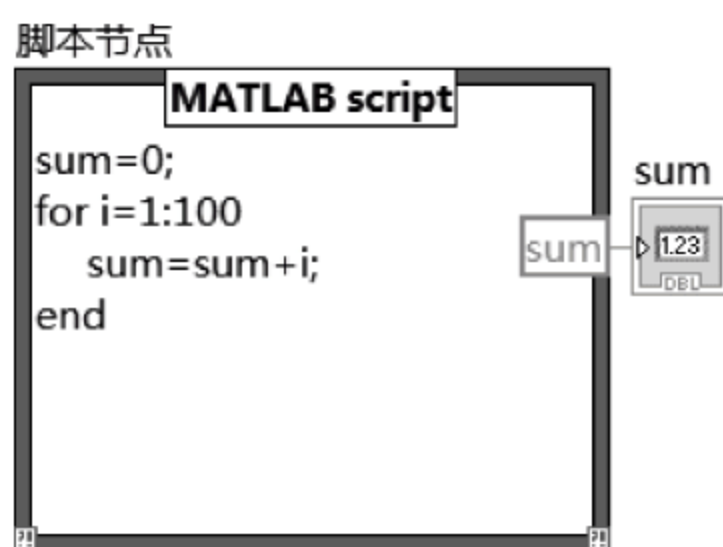 脚本节点
MATLAB script
sum=0;
for i=1:100
sum=sum+i;
end
sum
sum
1.23
DBL